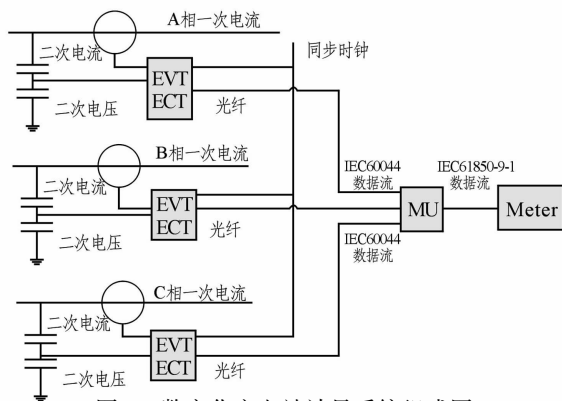 A相一次电流
同步时钟
二次电流
EVT
ECT
二次电压
光纤
B相一次电流
二次电流
EVT
ECT
二次电压
光纤
IEC60044
数据流
IEC61850-9-1
数据流
MU
Meter
IEC60044
数据流
C相一次电流
二次电流
EVT
ECT
二次电压
光纤